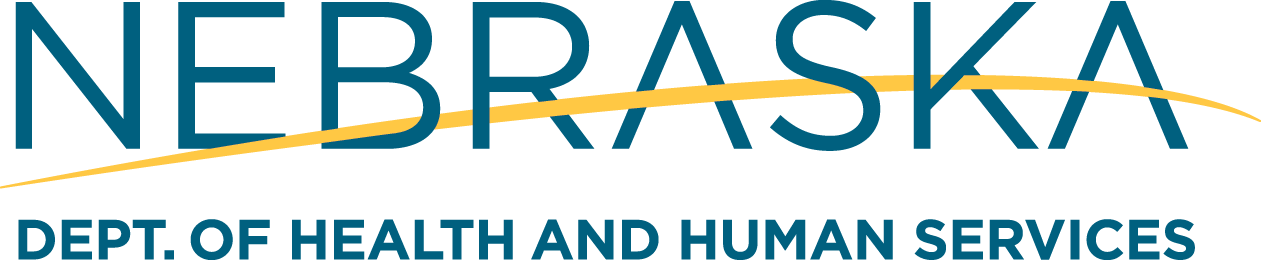 NEBRASKA
DEPT. OF HEALTH AND HUMAN SERVICES